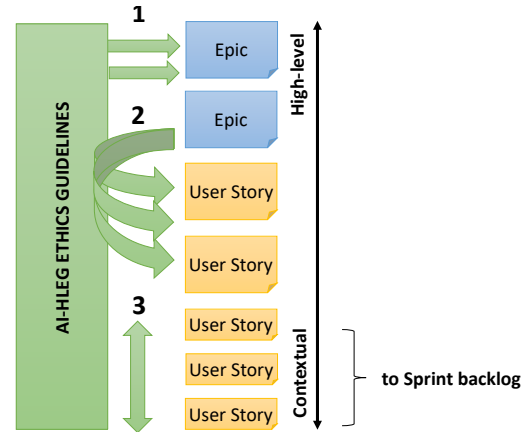 1
Epic
High-level
2
Epic
AI-HLEG ETHICS GUIDELINES
User Story
User Story
3
User Story
Contextual
User Story
to Sprint backlog
User Story